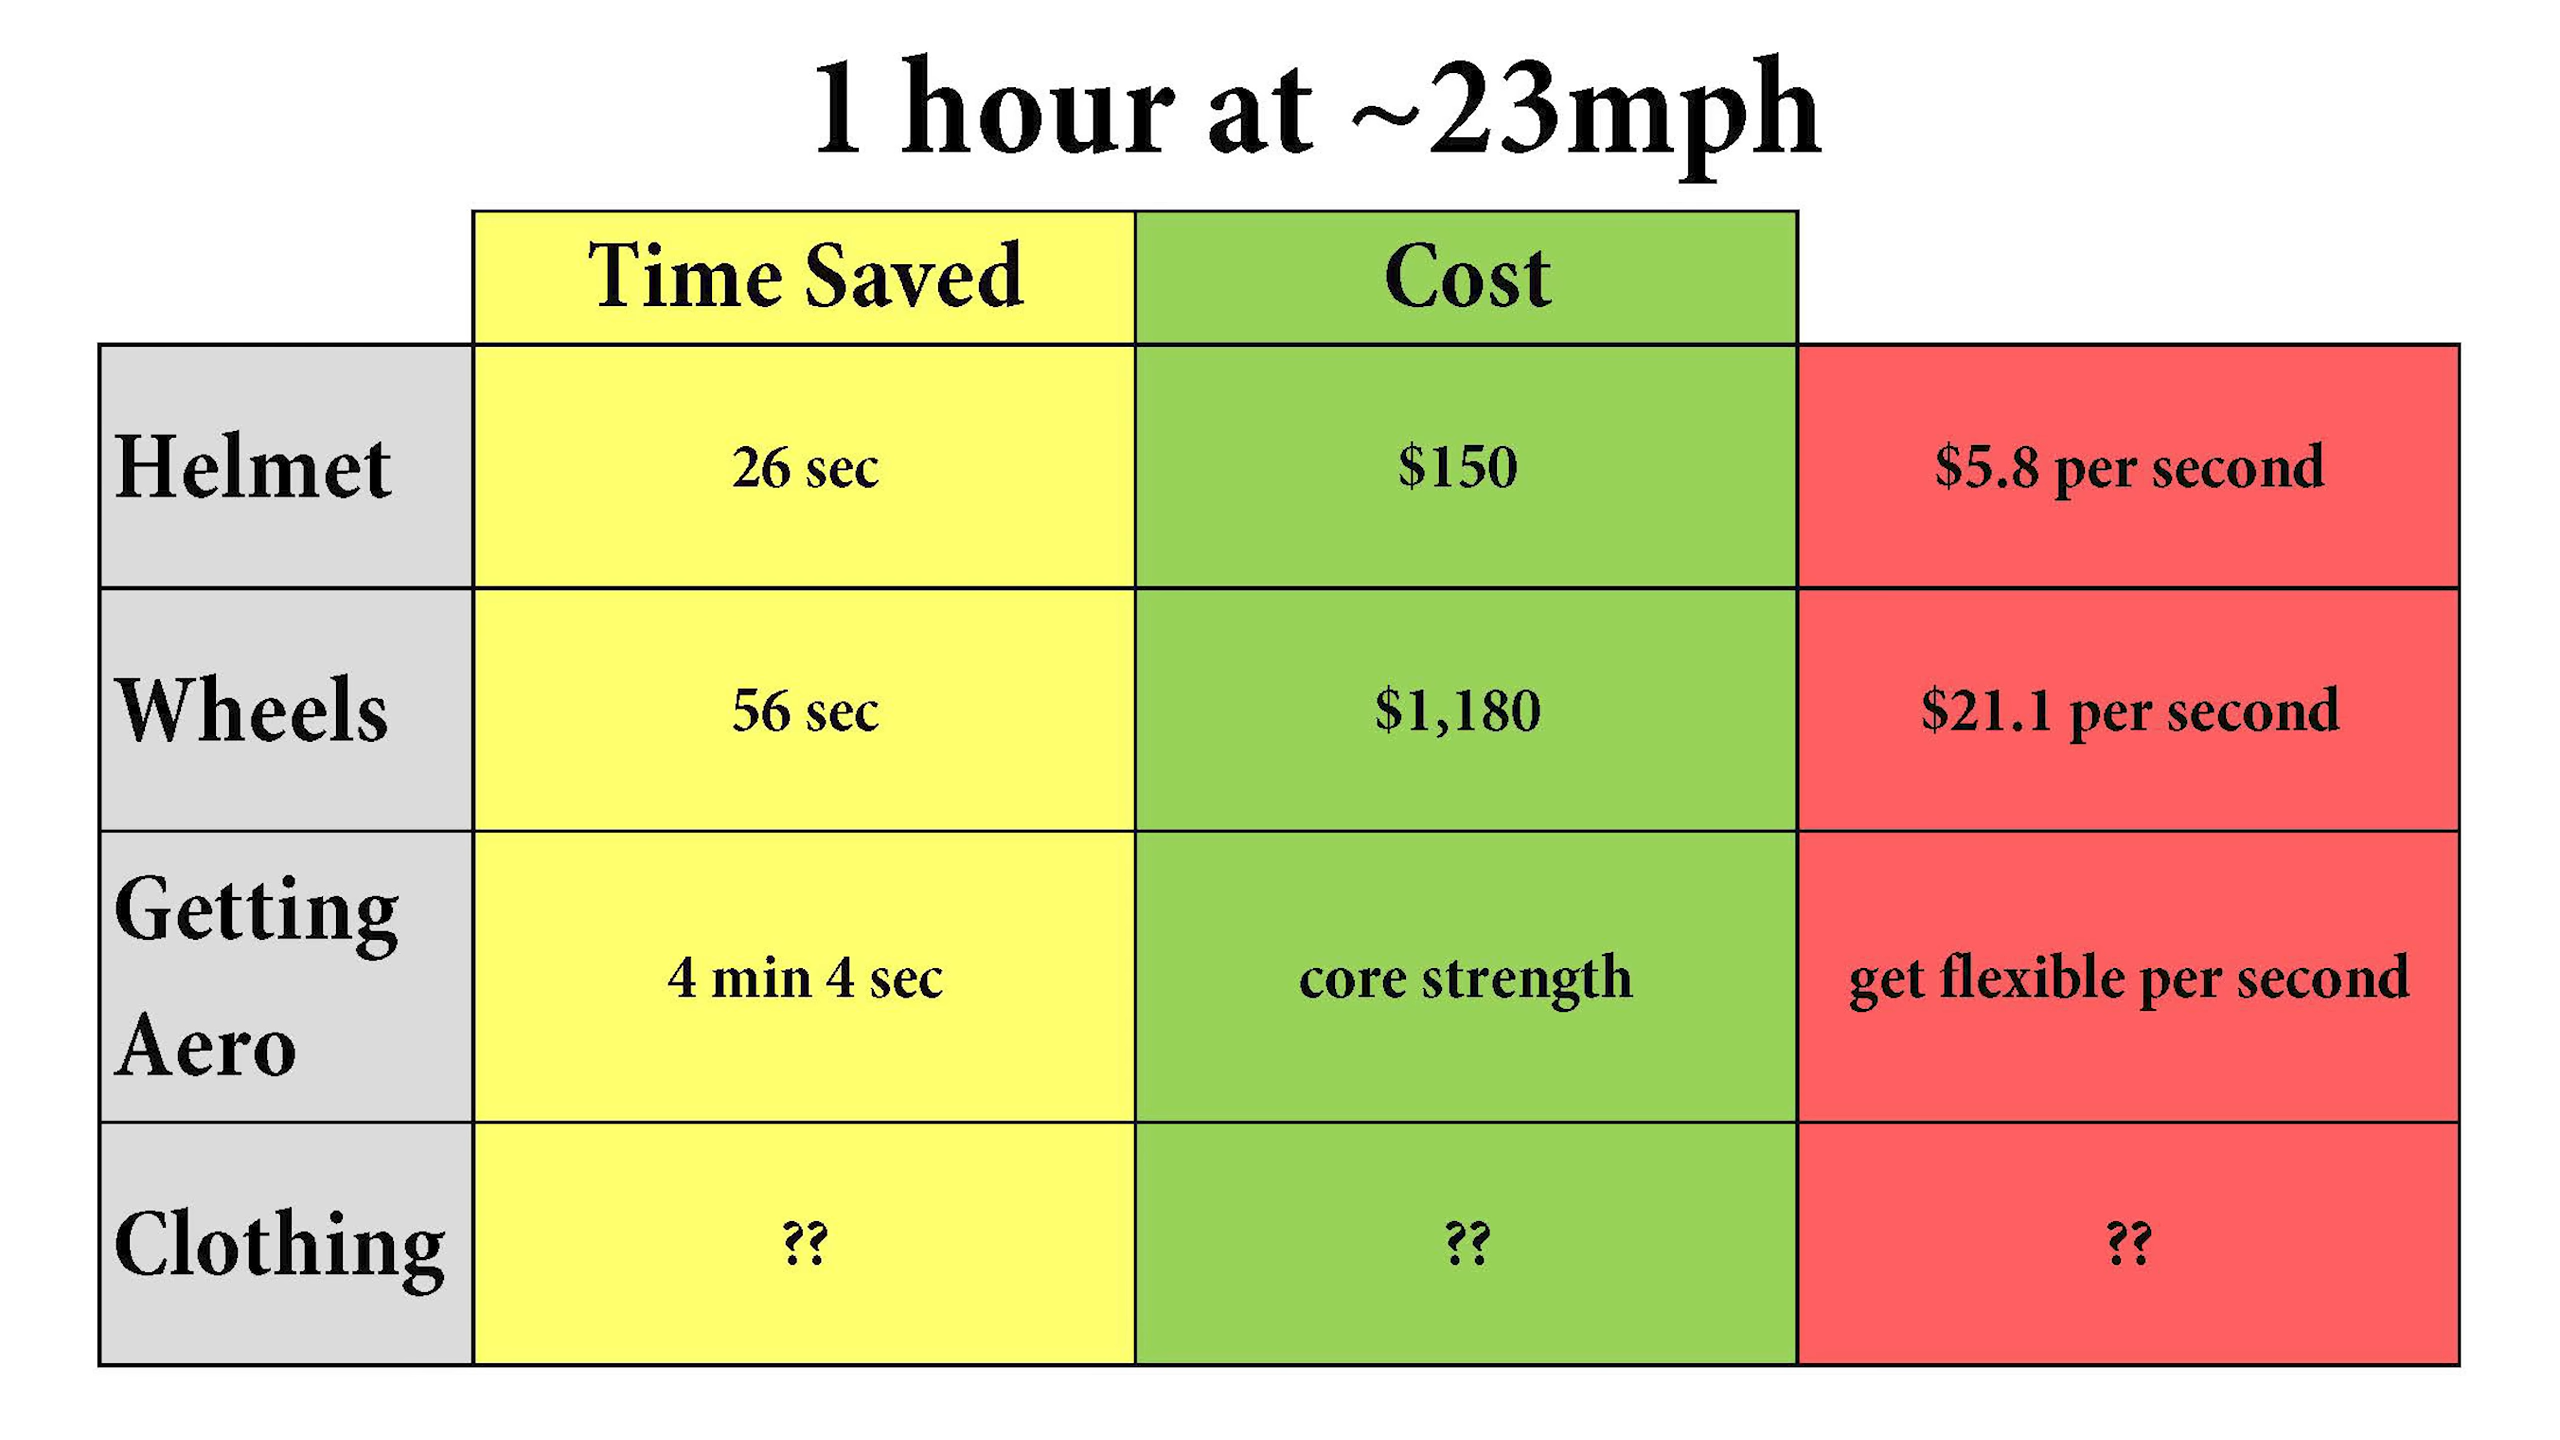 1 hour at ~23mph
Time Saved Cost
Helmet 26 sec $150 $5.8 per second
Wheels 56 sec $1,180 $21.1 per second
Getting
Aero 4 min 4 sec core strength get flexible per second
Clothing ?? ?? ??